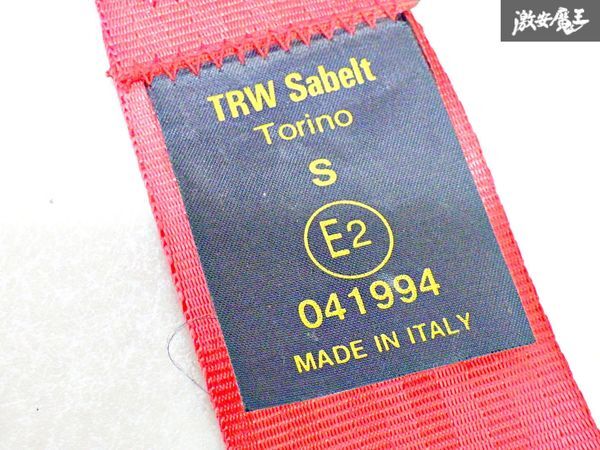 激安魔王
TRW Sabelt
Torino
S
E2
041994
MADE IN ITALY